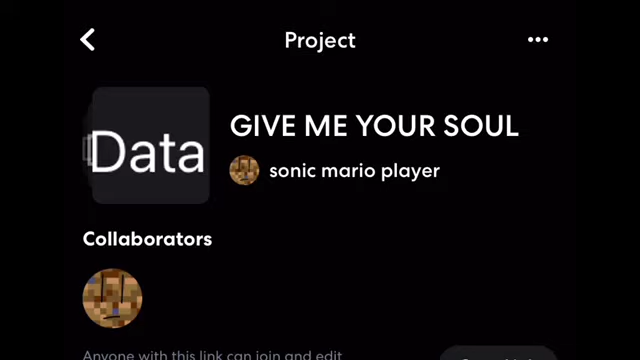 Project
Data
GIVE ME YOUR SOUL
sonic mario player
Collaborators
Anyone with this link can join and edit